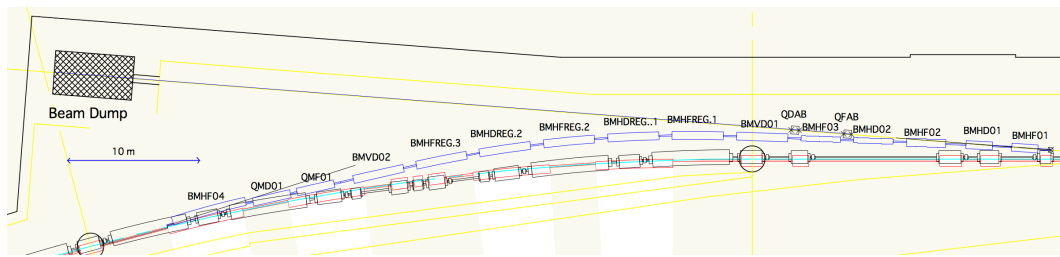 Beam Dump
10 m
BMHF04
QMD01
QMF01
BMVD02
BMHFREG.3
BMHDREG.2
BMHFREG.2
BMHDREG..1
BMHFREG.1
BMVD01
QDAB
BMHF03
QFAB
BMHD02
BMHF02
BMHD01
BMHF01